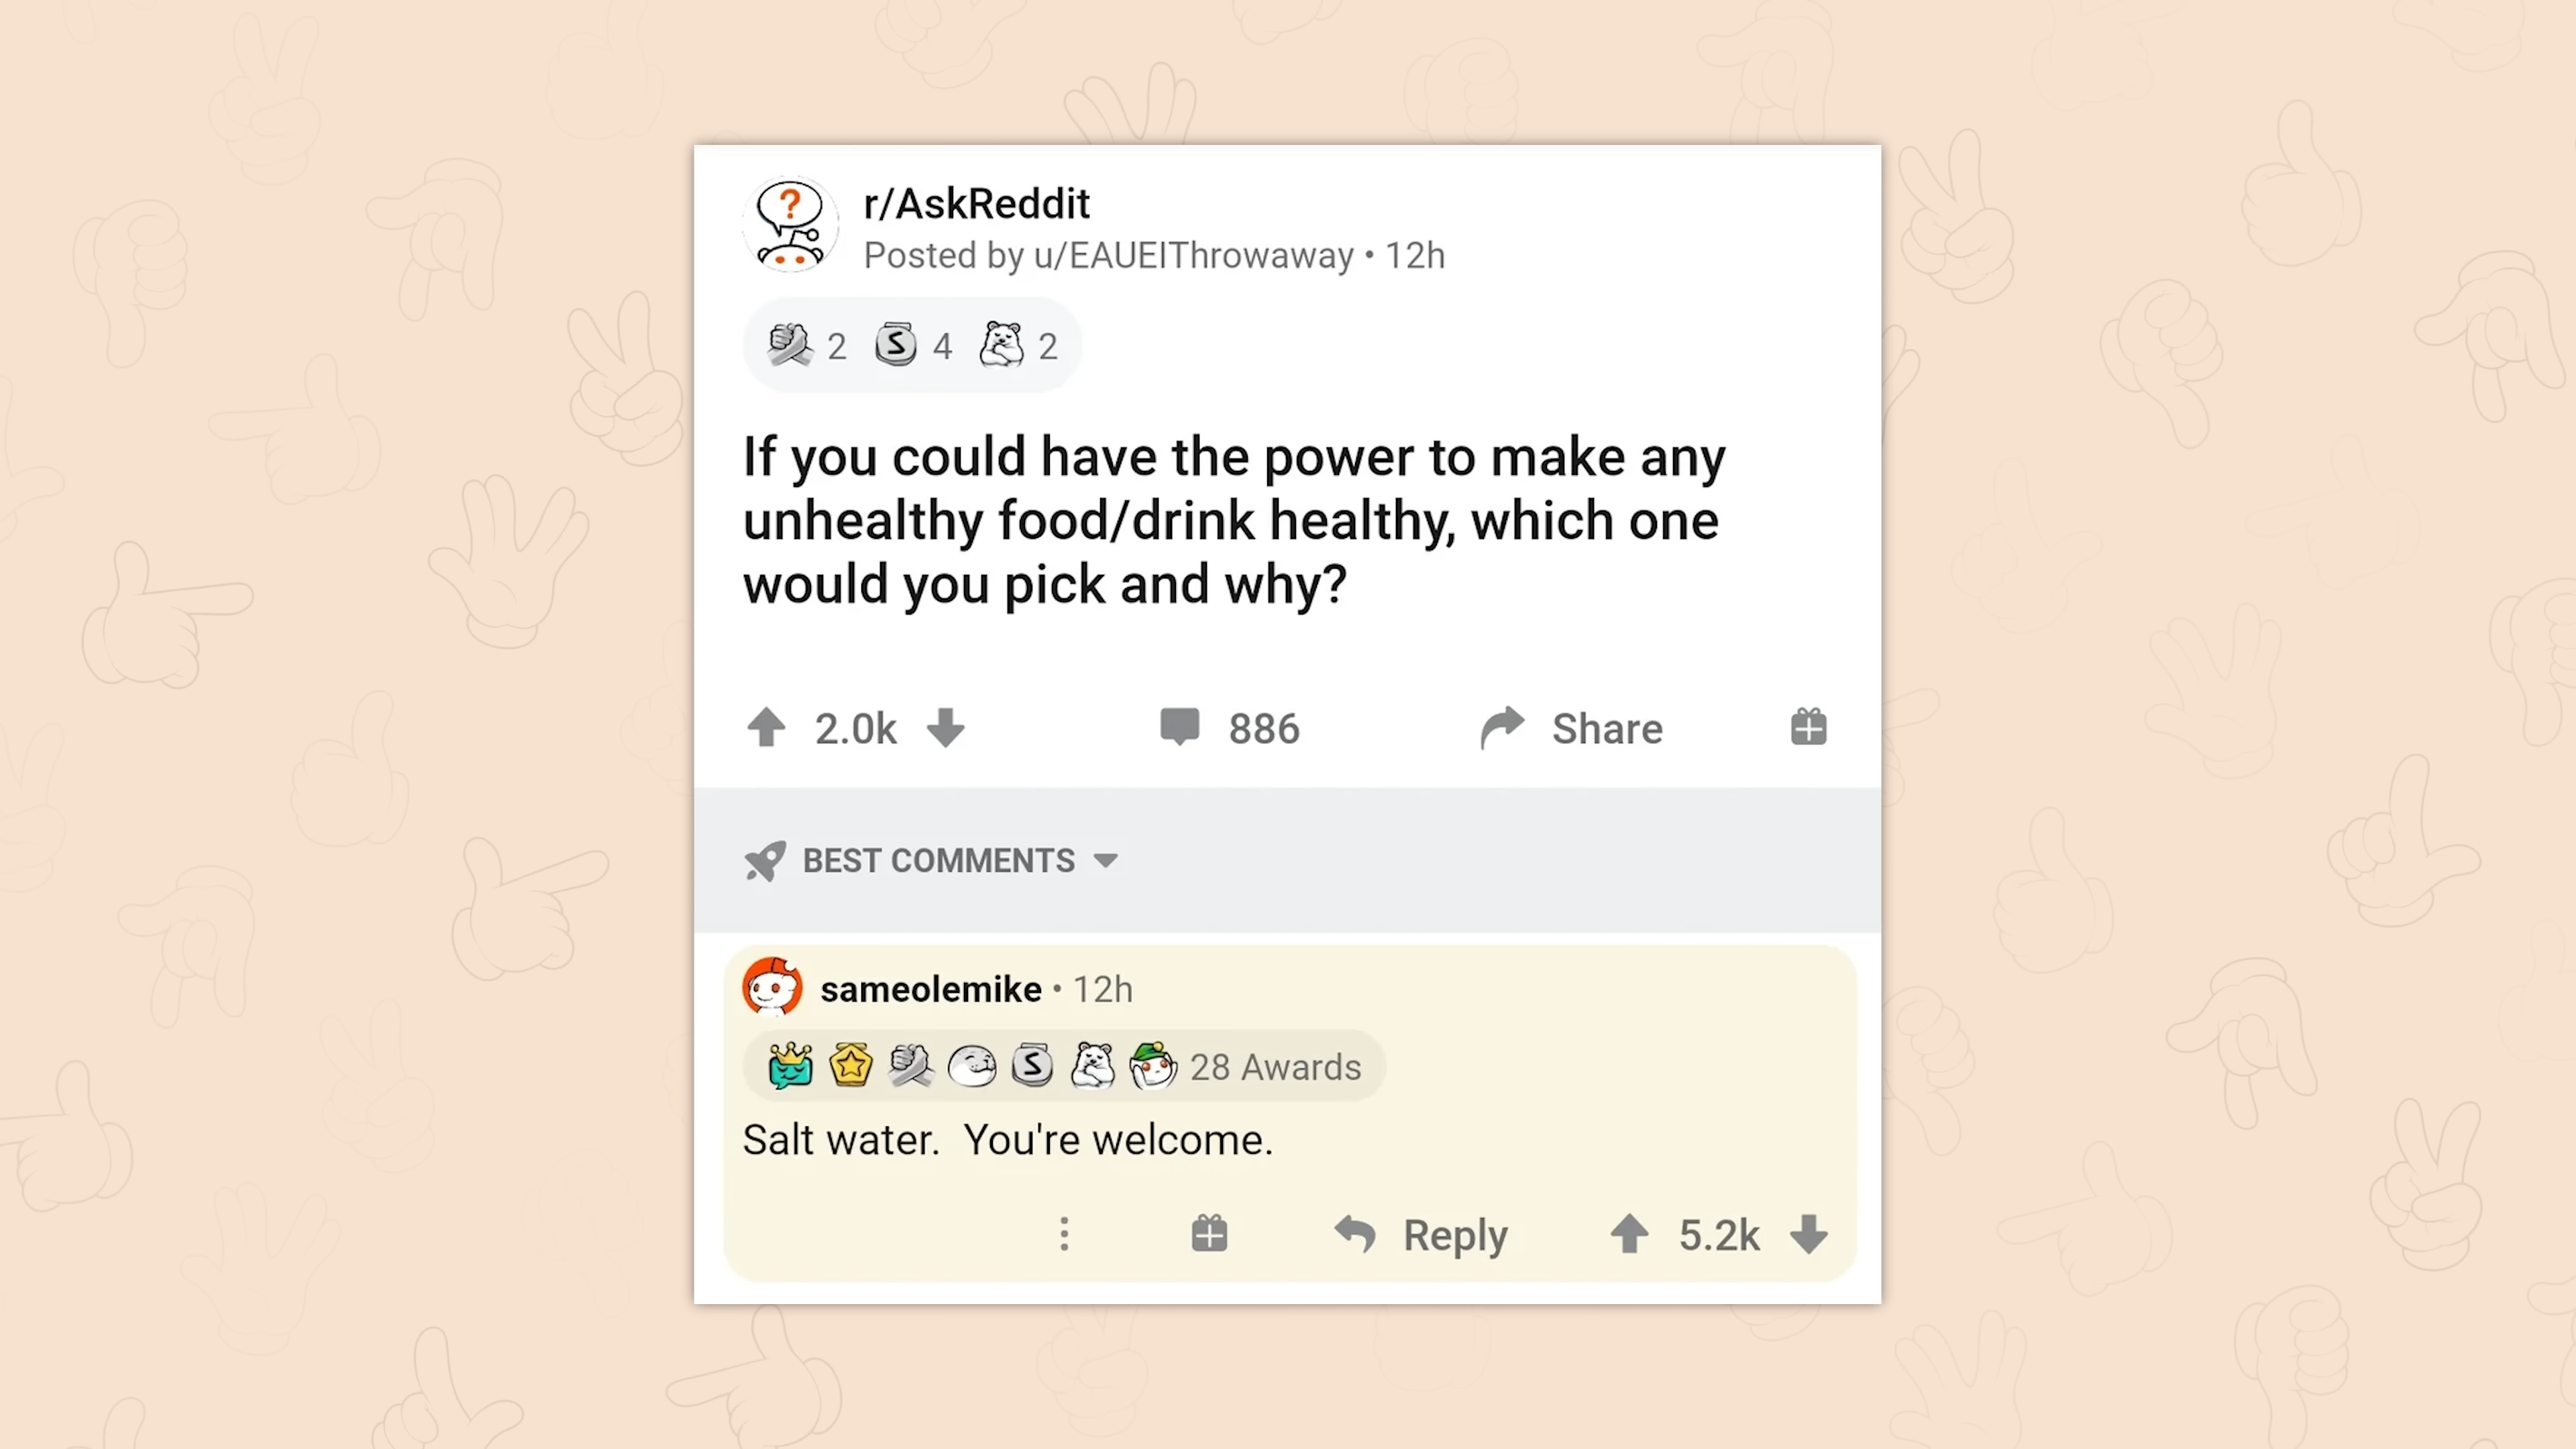 r/AskReddit
Posted by u/EAUEIThrowaway • 12h
2 S 4 2
If you could have the power to make any
unhealthy food/drink healthy, which one
would you pick and why?
2.0k 886 Share
BEST COMMENTS
sameolemike • 12h
S 28 Awards
Salt water. You're welcome.
Reply 5.2k